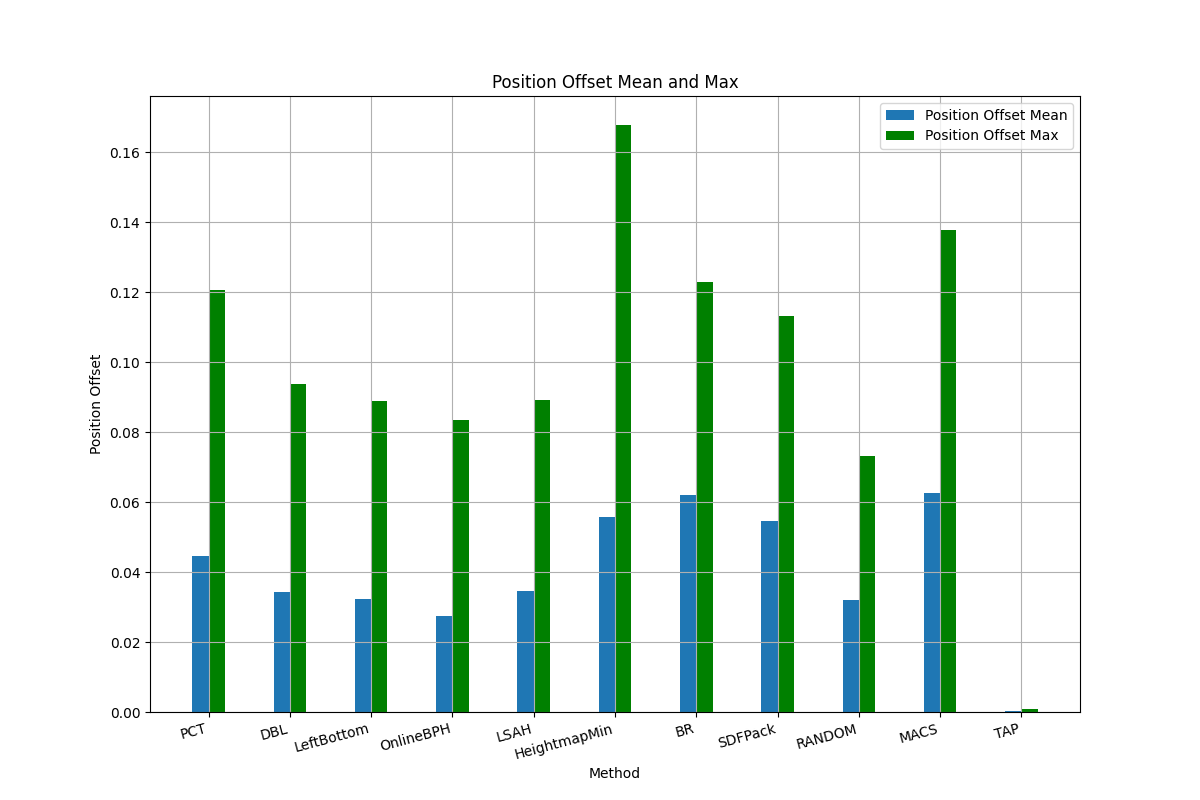 Position Offset Mean and Max
Position Offset Mean
Position Offset Max
Position Offset
0.16
0.14
0.12
0.10
0.08
0.06
0.04
0.02
0.00
PCT
DBL
LeftBottom
OnlineBPH
LSAH
HeightmapMin
BR
SDFPack
RANDOM
MACS
TAP
Method